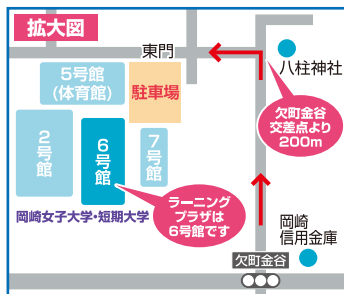 拡大図
東門
八柱神社
5号館
(体育館)
駐車場
欠町金谷
交差点より
200m
2号館
6号館
7号館
ラーニング
プラザは
6号館です
岡崎女子大学・短期大学
岡崎
信用金庫
欠町金谷